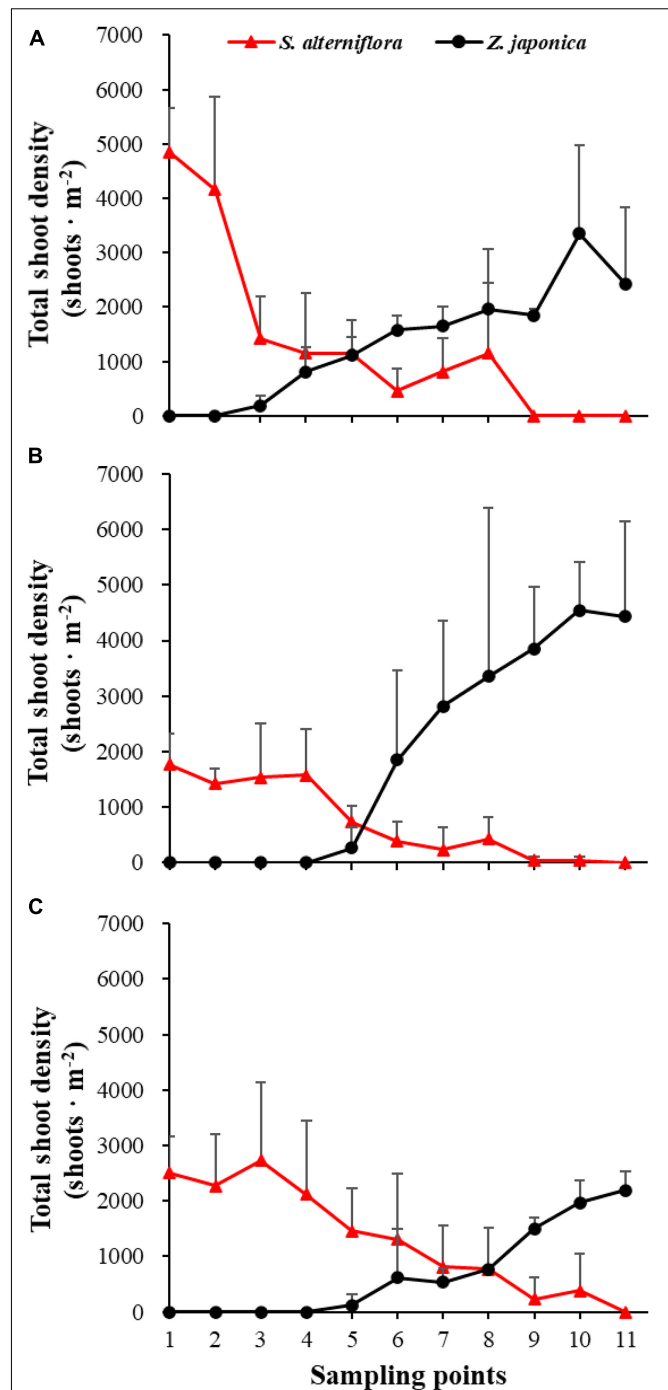 A
S. alterniflora Z. japonica
Total shoot density
(shoots · m-2)
7000
6000
5000
4000
3000
2000
1000
0
B
Total shoot density
(shoots · m-2)
7000
6000
5000
4000
3000
2000
1000
0
C
Total shoot density
(shoots · m-2)
7000
6000
5000
4000
3000
2000
1000
0
1 2 3 4 5 6 7 8 9 10 11
Sampling points